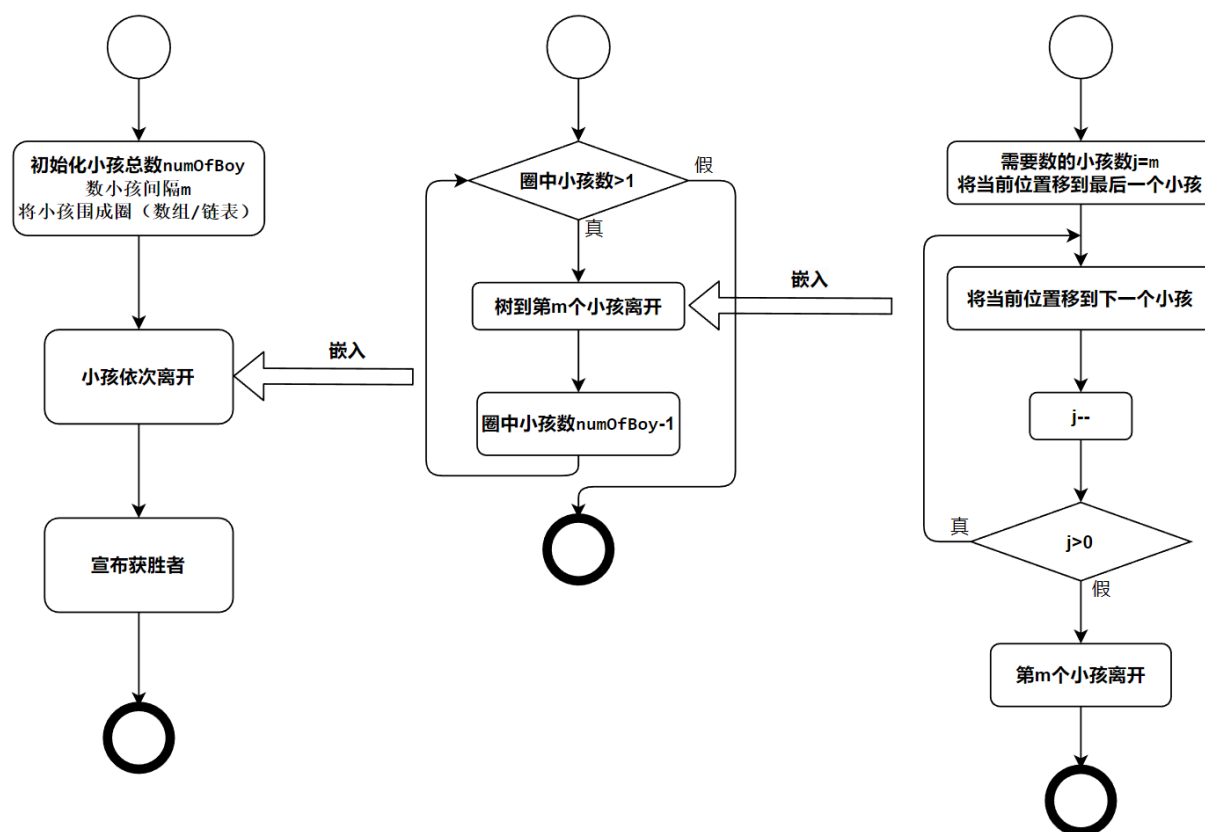 初始化小孩总数numOfBoy
数小孩间隔m
将小孩围成圈（数组/链表）
小孩依次离开
宣布获胜者
嵌入
圈中小孩数>1
假
真
树到第m个小孩离开
圈中小孩数numOfBoy-1
嵌入
需要数的小孩数j=m
将当前位置移到最后一个小孩
将当前位置移到下一个小孩
j--
j>0
真
假
第m个小孩离开